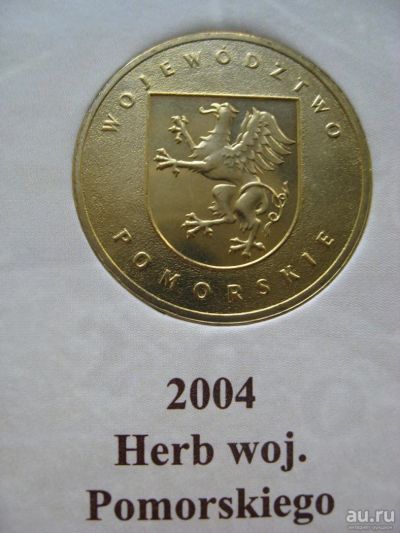 WOJEWÓDZTWO
POMORSKIE
2004
Herb woj.
Pomorskiego
au.ru